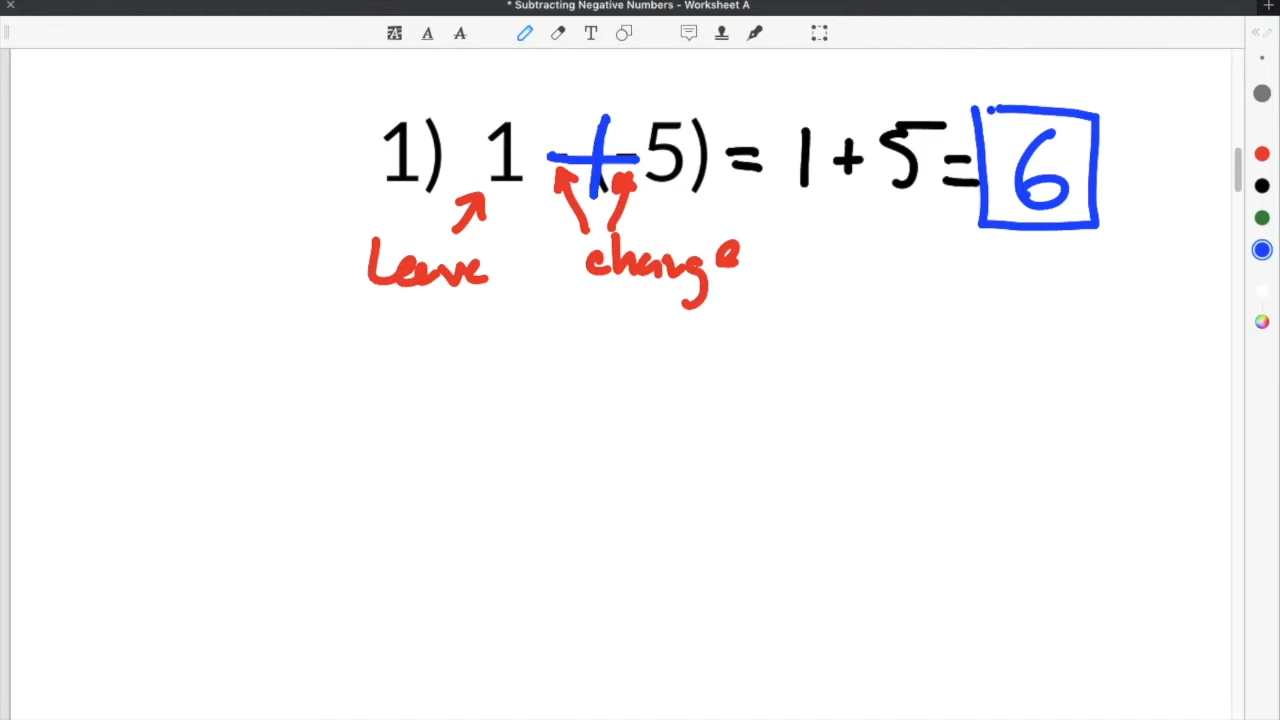 * Subtracting Negative Numbers - Worksheet A
A A A T
1) 1 - (-5) = 1 + 5 = 6
Leave change